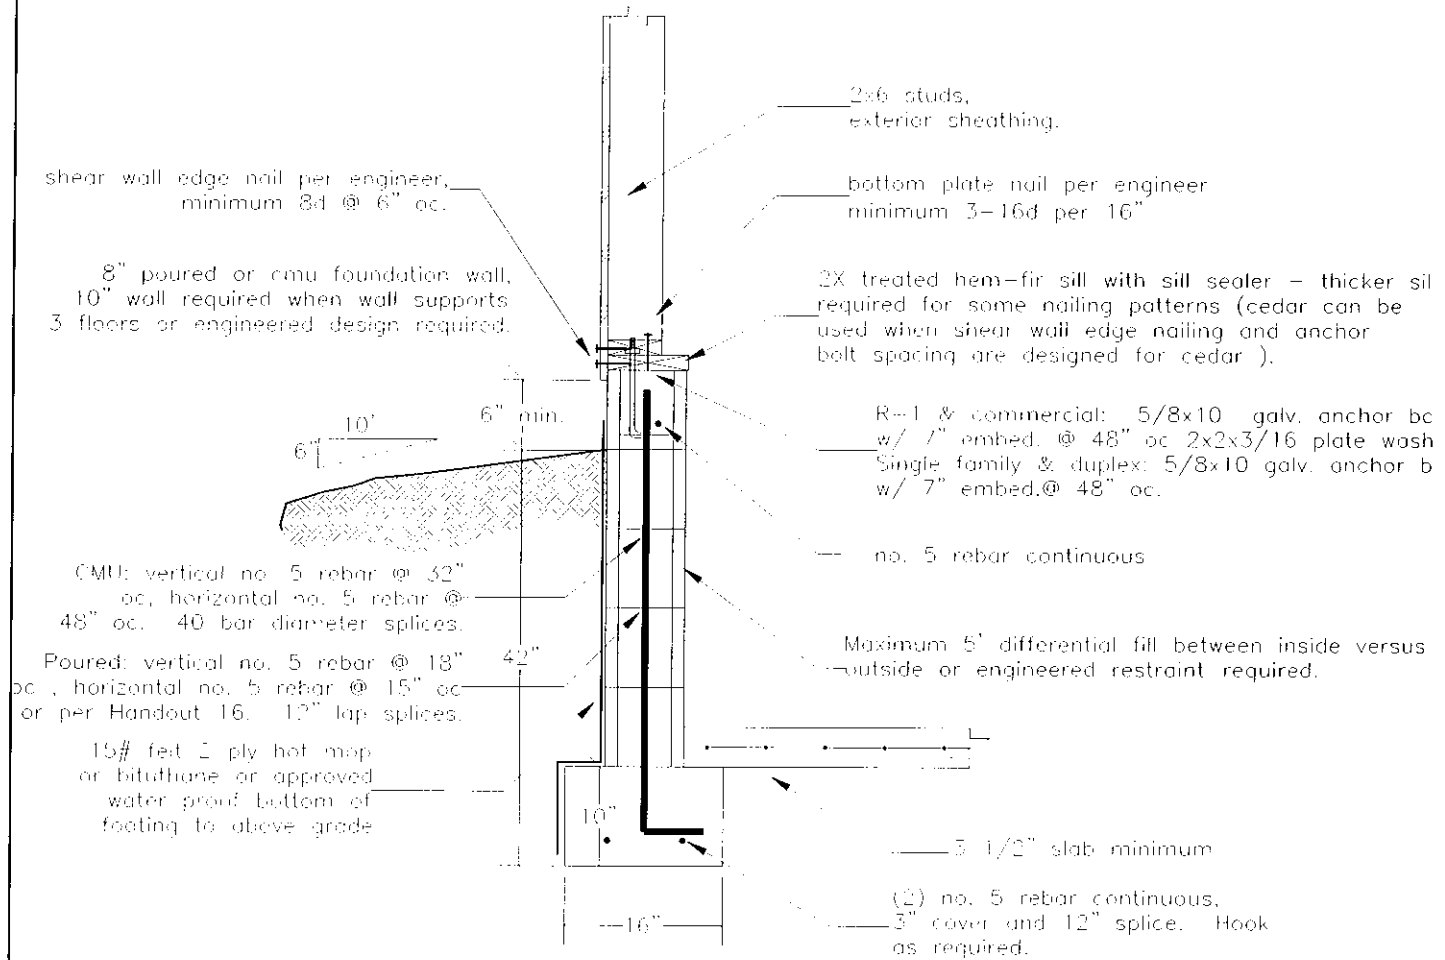 2x6 studs,
exterior sheathing.
shear wall edge nail per engineer,
minimum 8d @ 6" oc.
bottom plate nail per engineer
minimum 3-16d per 16"
8" poured or cmu foundation wall,
10" wall required when wall supports
3 floors or engineered design required.
2X treated hem-fir sill with sill sealer - thicker sil
required for some nailing patterns (cedar can be
used when shear wall edge nailing and anchor
bolt spacing are designed for cedar ).
6" min.
10'
6"
R-1 & commercial: 5/8x10 galv. anchor bo
w/ 7" embed. @ 48" oc 2x2x3/16 plate wash
Single family & duplex: 5/8x10 galv. anchor b
w/ 7" embed.@ 48" oc.
no. 5 rebar continuous
CMU: vertical no. 5 rebar @ 32"
oc, horizontal no. 5 rebar @
48" oc. 40 bar diameter splices.
Maximum 5' differential fill between inside versus
outside or engineered restraint required.
Poured: vertical no. 5 rebar @ 18"
oc , horizontal no. 5 rebar @ 15" oc
or per Handout 16. 12" lap splices.
42"
15# felt 2 ply hot mop
or bituthane or approved
water proof bottom of
footing to above grade
10"
3 1/2" slab minimum
(2) no. 5 rebar continuous,
3" cover and 12" splice. Hook
as required.
16"